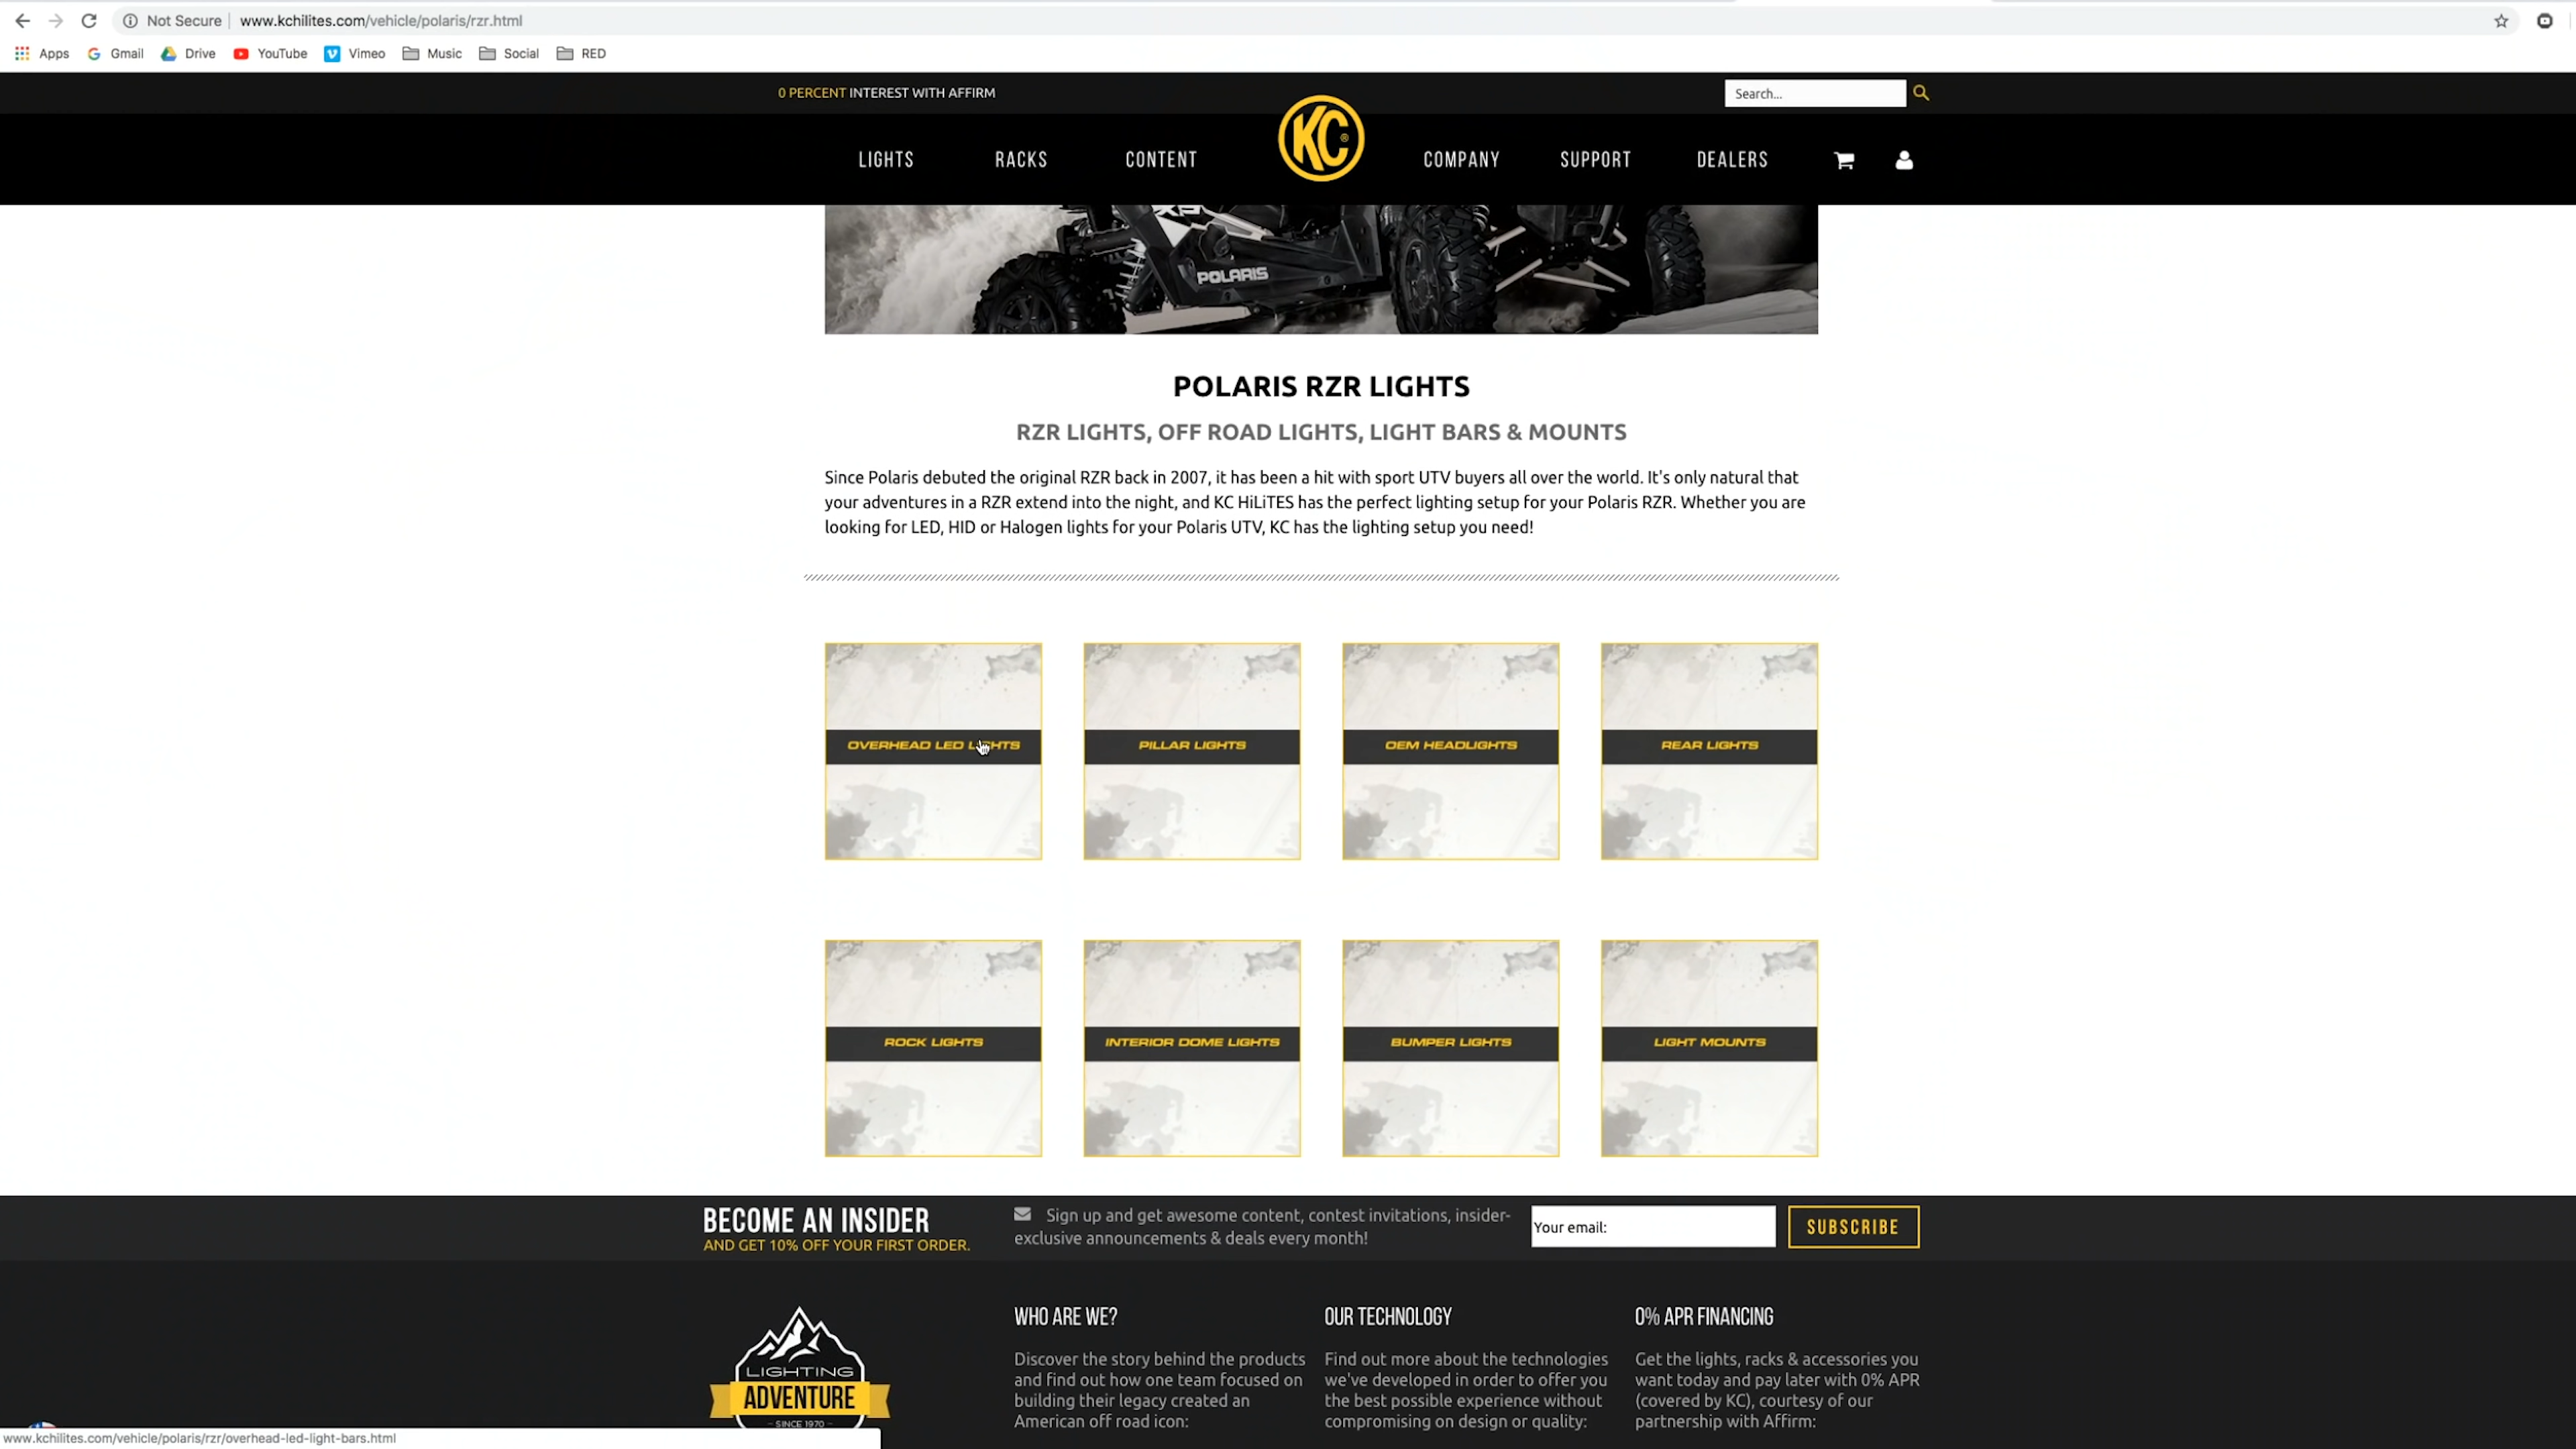 Not Secure www.kchilites.com/vehicle/polaris/rzr.html
Apps Gmail Drive YouTube Vimeo Music Social RED
0 PERCENT INTEREST WITH AFFIRM
Search...
LIGHTS RACKS CONTENT KC® COMPANY SUPPORT DEALERS
POLARIS
POLARIS RZR LIGHTS
RZR LIGHTS, OFF ROAD LIGHTS, LIGHT BARS & MOUNTS
Since Polaris debuted the original RZR back in 2007, it has been a hit with sport UTV buyers all over the world. It's only natural that
your adventures in a RZR extend into the night, and KC HiLiTES has the perfect lighting setup for your Polaris RZR. Whether you are
looking for LED, HID or Halogen lights for your Polaris UTV, KC has the lighting setup you need!
OVERHEAD LED LIGHTS PILLAR LIGHTS OEM HEADLIGHTS REAR LIGHTS
ROCK LIGHTS INTERIOR DOME LIGHTS BUMPER LIGHTS LIGHT MOUNTS
BECOME AN INSIDER
AND GET 10% OFF YOUR FIRST ORDER.
Sign up and get awesome content, contest invitations, insider-
exclusive announcements & deals every month!
Your email:
SUBSCRIBE
LIGHTING
ADVENTURE
- SINCE 1970 -
WHO ARE WE?
Discover the story behind the products
and find out how one team focused on
building their legacy created an
American off road icon:
OUR TECHNOLOGY
Find out more about the technologies
we've developed in order to offer you
the best possible experience without
compromising on design or quality:
0% APR FINANCING
Get the lights, racks & accessories you
want today and pay later with 0% APR
(covered by KC), courtesy of our
partnership with Affirm:
www.kchilites.com/vehicle/polaris/rzr/overhead-led-light-bars.html